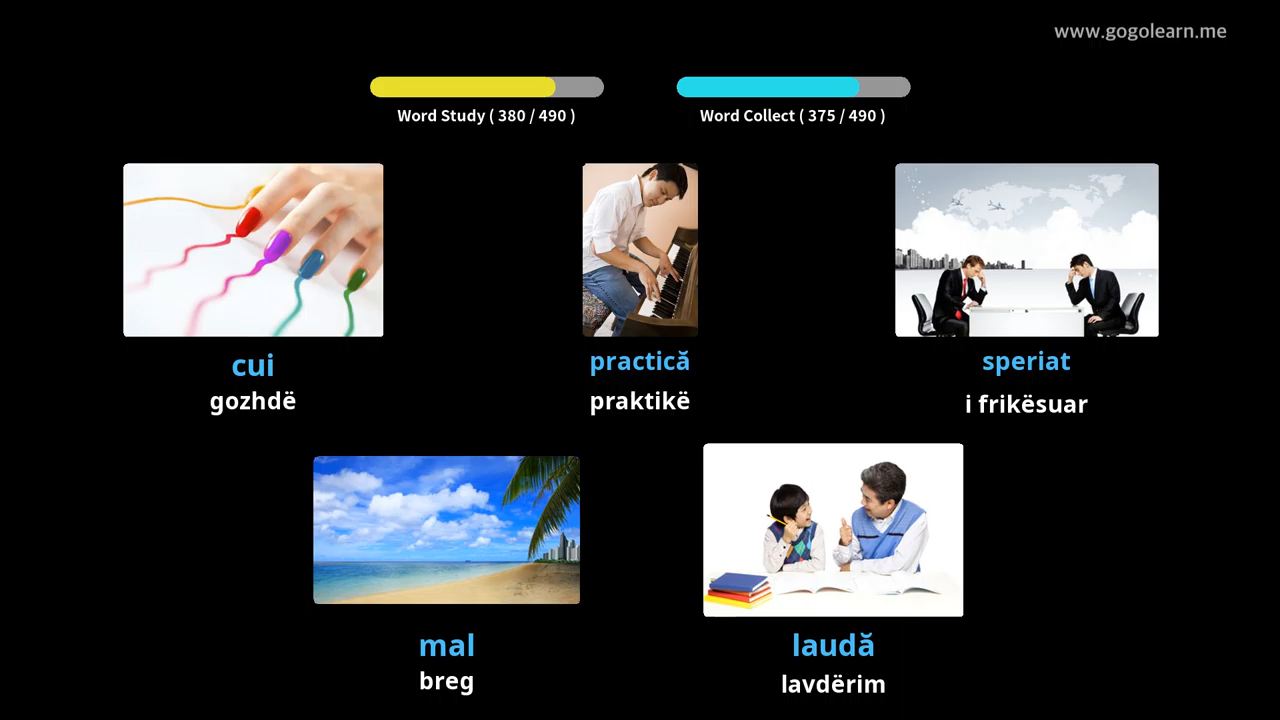 www.gogolearn.me
Word Study ( 380 / 490 )
Word Collect ( 375 / 490 )
cui
gozhdë
practică
praktikë
speriat
i frikësuar
mal
breg
laudă
lavdërim